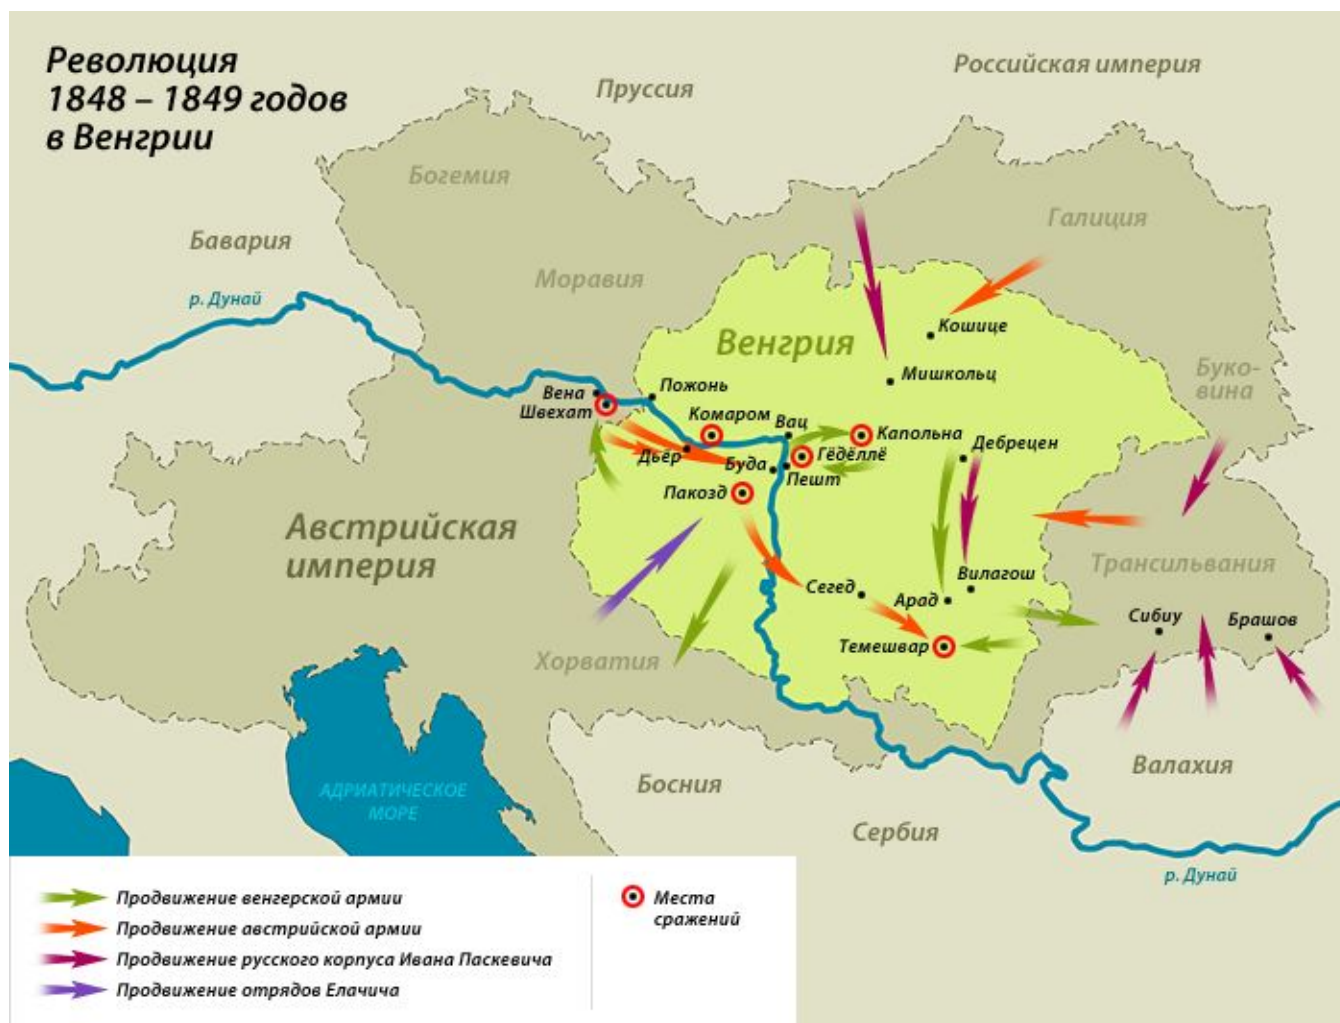 Революция
1848 – 1849 годов
в Венгрии
Пруссия
Российская империя
Богемия
Галиция
Бавария
Моравия
р. Дунай
Кошице
Венгрия
Мишкольц
Буко-
вина
Вена
Пожонь
Швехат
Комаром
Вац
Капольна
Дьёр
Буда
Гёдёллё
Дебрецен
Пешт
Пакозд
Австрийская
империя
Трансильвания
Сегед
Вилагош
Арад
Сибиу
Брашов
Темешвар
Хорватия
Валахия
Босния
АДРИАТИЧЕСКОЕ
МОРЕ
Сербия
р. Дунай
Продвижение венгерской армии
Продвижение австрийской армии
Продвижение русского корпуса Ивана Паскевича
Продвижение отрядов Елачича
Места
сражений